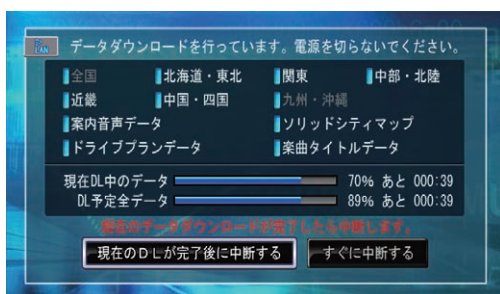 LAN データダウンロードを行っています。電源を切らないでください。
全国 北海道・東北 関東 中部・北陸
近畿 中国・四国 九州・沖縄
案内音声データ ソリッドシティマップ
ドライブプランデータ 楽曲タイトルデータ
現在DL中のデータ 70% あと 000:39
DL予定全データ 89% あと 000:39
現在のデータダウンロードが完了したら中断します。
現在のDLが完了後に中断する すぐに中断する